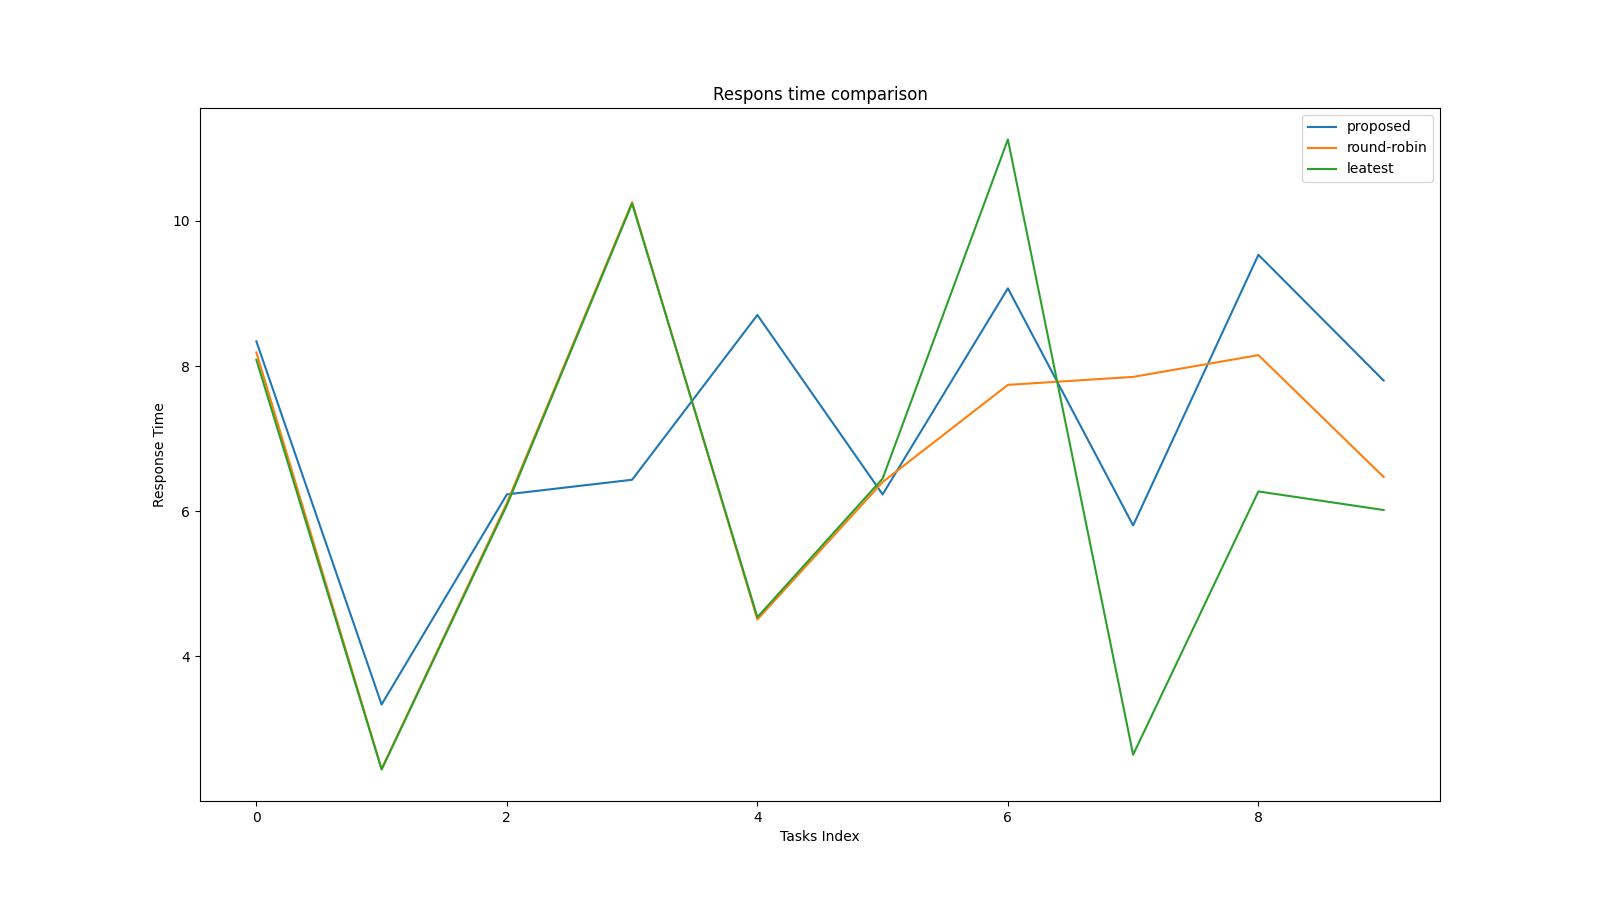 Respons time comparison
proposed
round-robin
leatest
10
8
6
4
Response Time
0 2 4 6 8
Tasks Index